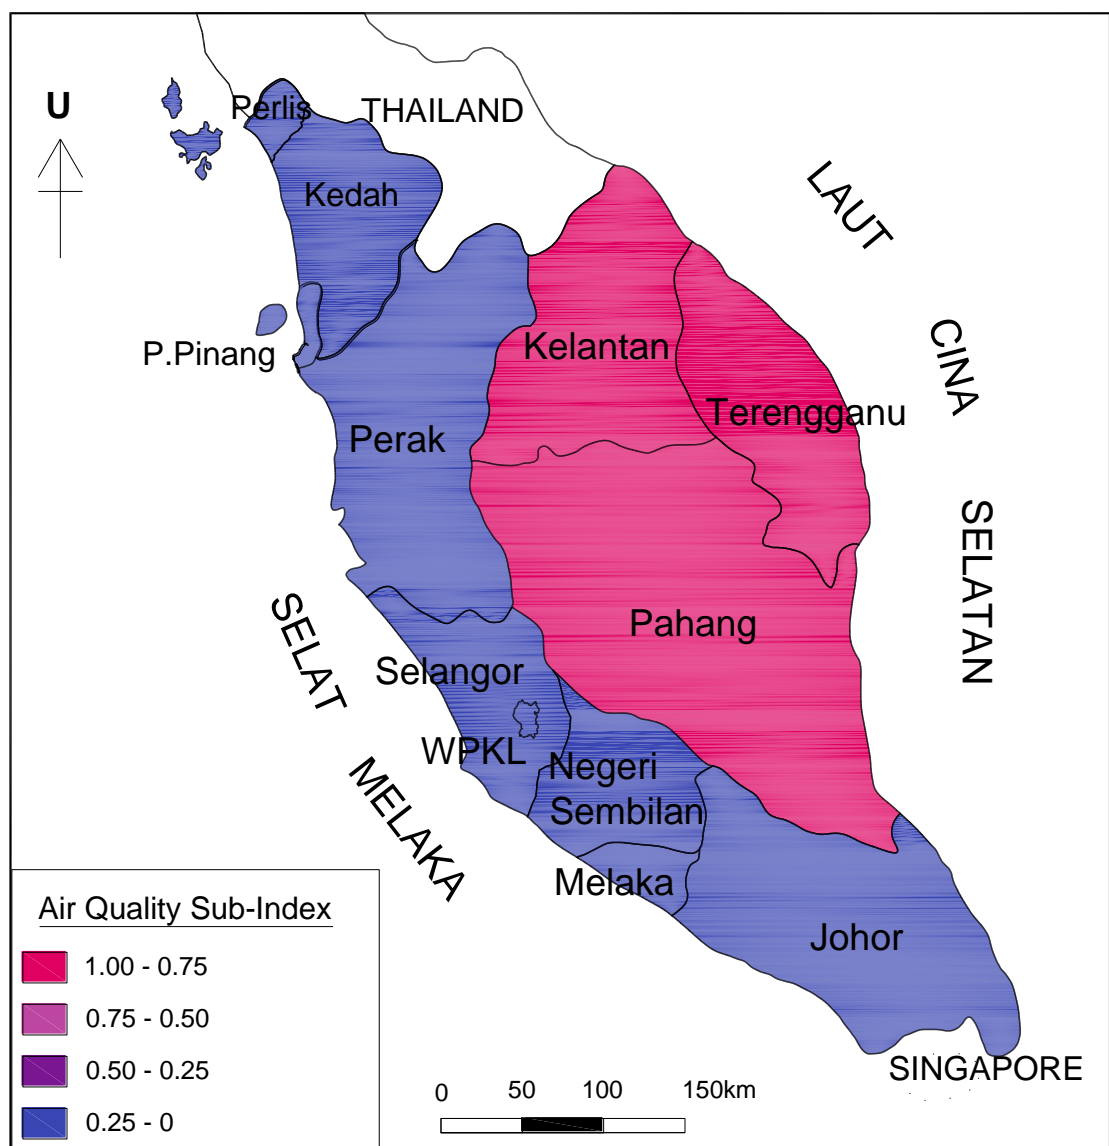 U
Perlis
THAILAND
Kedah
LAUT
CINA
SELATAN
P.Pinang
Kelantan
Terengganu
Perak
Pahang
SELAT
MELAKA
Selangor
WPKL
Negeri
Sembilan
Melaka
Johor
SINGAPORE
Air Quality Sub-Index
1.00 - 0.75
0.75 - 0.50
0.50 - 0.25
0.25 - 0
0 50 100 150km